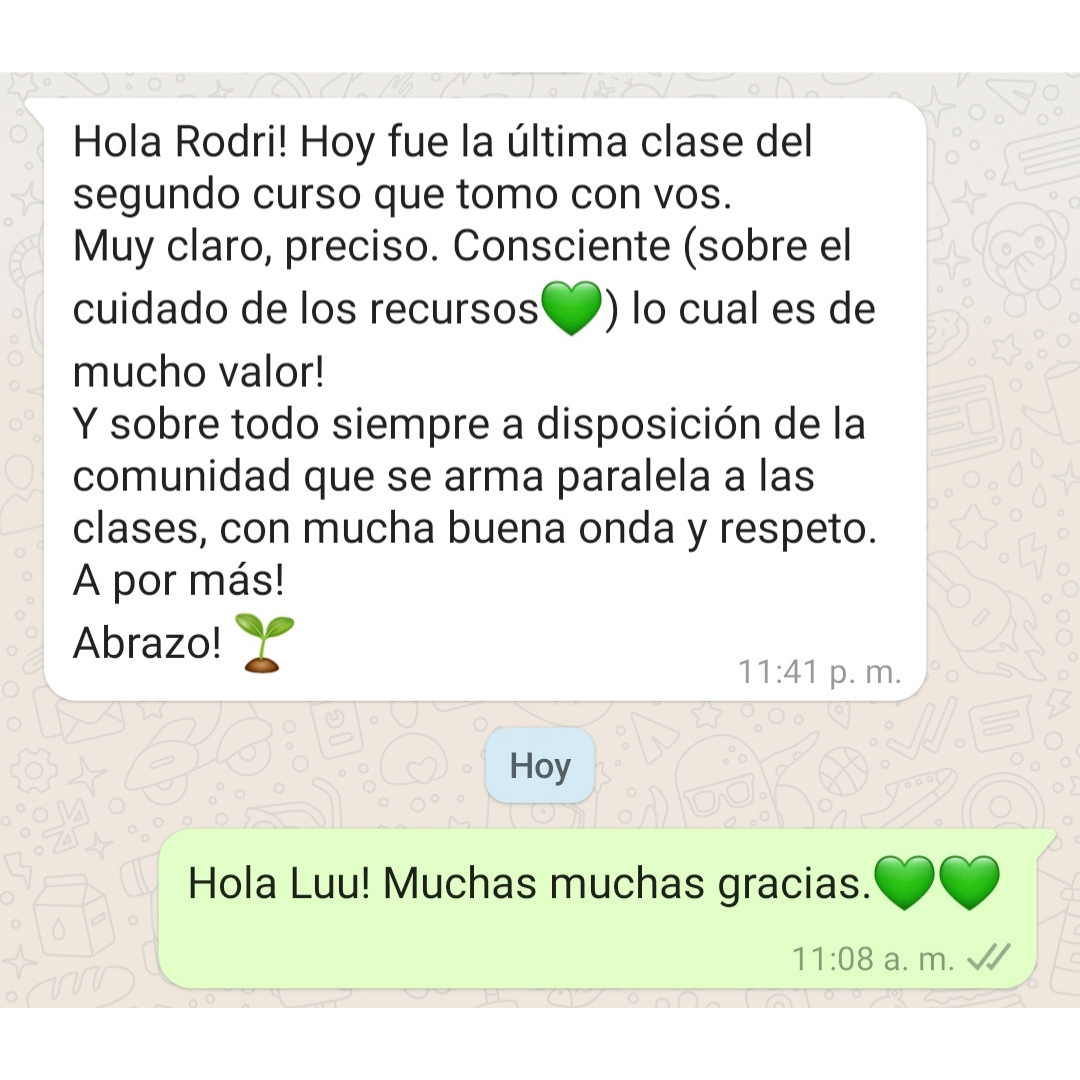 Hola Rodri! Hoy fue la última clase del
segundo curso que tomo con vos.
Muy claro, preciso. Consciente (sobre el
cuidado de los recursos💚) lo cual es de
mucho valor!
Y sobre todo siempre a disposición de la
comunidad que se arma paralela a las
clases, con mucha buena onda y respeto.
A por más!
Abrazo! 🌱
11:41 p. m.
Hoy
Hola Luu! Muchas muchas gracias.💚💚
11:08 a. m.